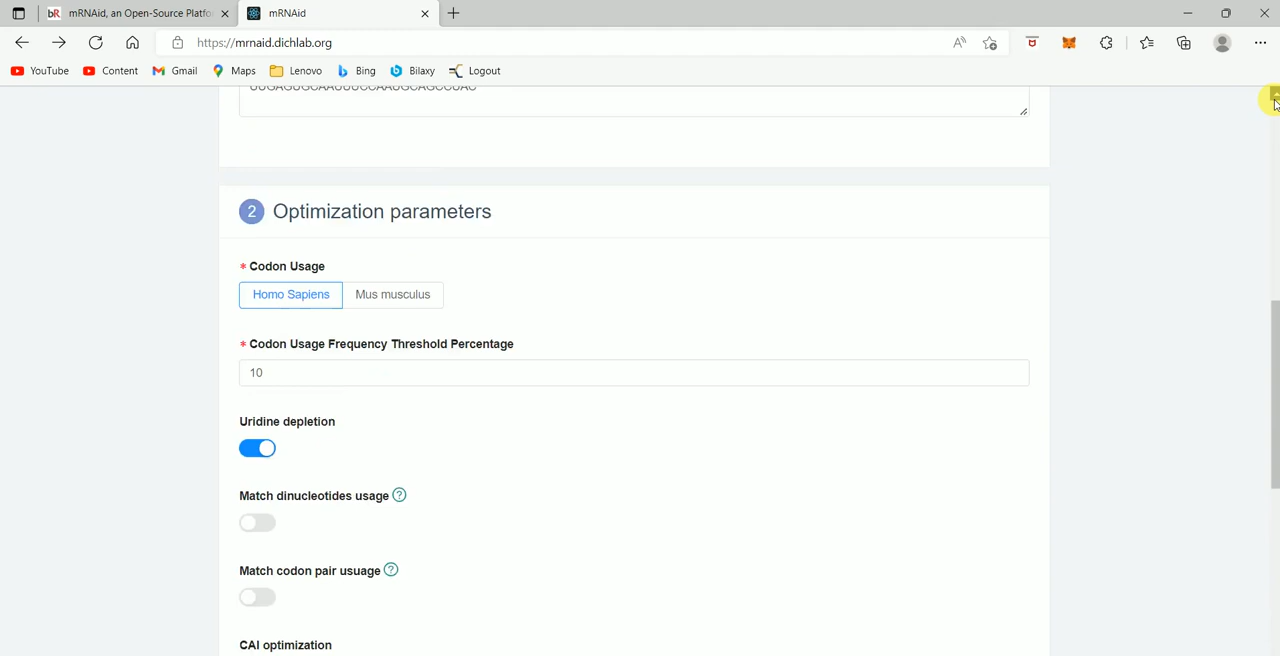 mRNAid, an Open-Source Platfo
mRNAid
https://mrnaid.dichlab.org
YouTube Content Gmail Maps Lenovo Bing Bilaxy Logout
UUGAGUGCAAUUUCCAAUGCAGCCUAC
2 Optimization parameters
* Codon Usage
Homo Sapiens Mus musculus
* Codon Usage Frequency Threshold Percentage
10
Uridine depletion
Match dinucleotides usage ?
Match codon pair usuage ?
CAI optimization